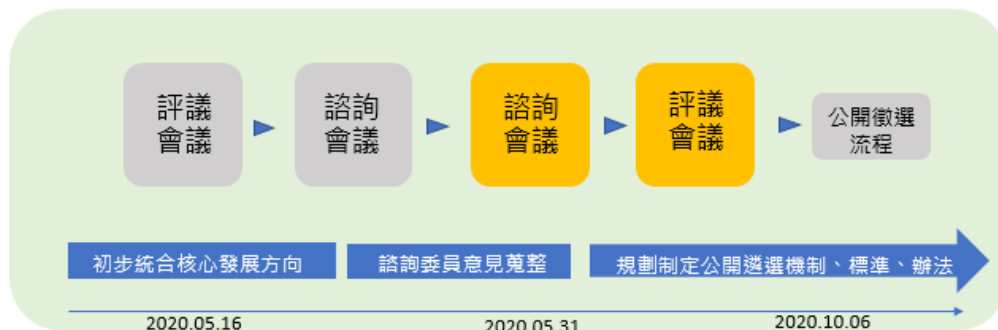 評議
會議
諮詢
會議
諮詢
會議
評議
會議
公開徵選
流程
初步統合核心發展方向
諮詢委員意見蒐整
規劃制定公開遴選機制、標準、辦法
2020.05.16
2020.05.31
2020.10.06